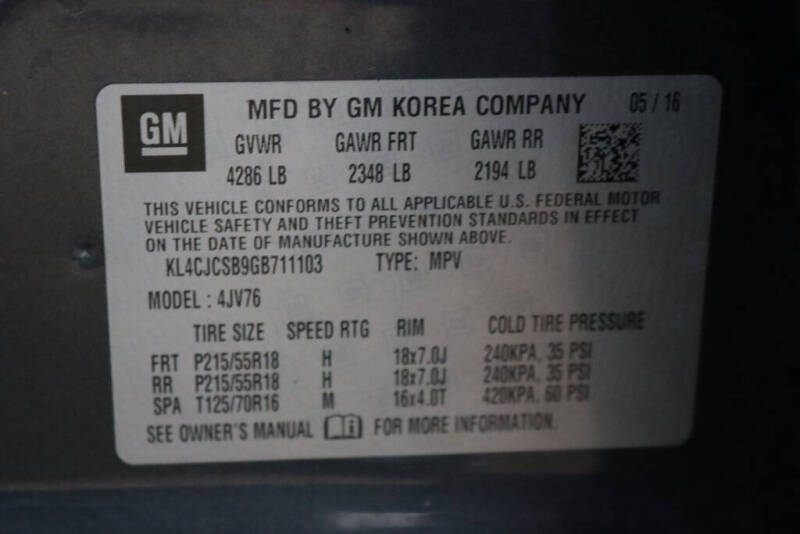 GM
MFD BY GM KOREA COMPANY 05 / 16
GVWR GAWR FRT GAWR RR
4286 LB 2348 LB 2194 LB
THIS VEHICLE CONFORMS TO ALL APPLICABLE U.S. FEDERAL MOTOR
VEHICLE SAFETY AND THEFT PREVENTION STANDARDS IN EFFECT
ON THE DATE OF MANUFACTURE SHOWN ABOVE.
KL4CJCSB9GB711103 TYPE: MPV
MODEL : 4JV76
TIRE SIZE SPEED RTG RIM COLD TIRE PRESSURE
FRT P215/55R18 H 18x7.0J 240KPA, 35 PSI
RR P215/55R18 H 18x7.0J 240KPA, 35 PSI
SPA T125/70R16 M 16x4.0T 420KPA, 60 PSI
SEE OWNER'S MANUAL FOR MORE INFORMATION.